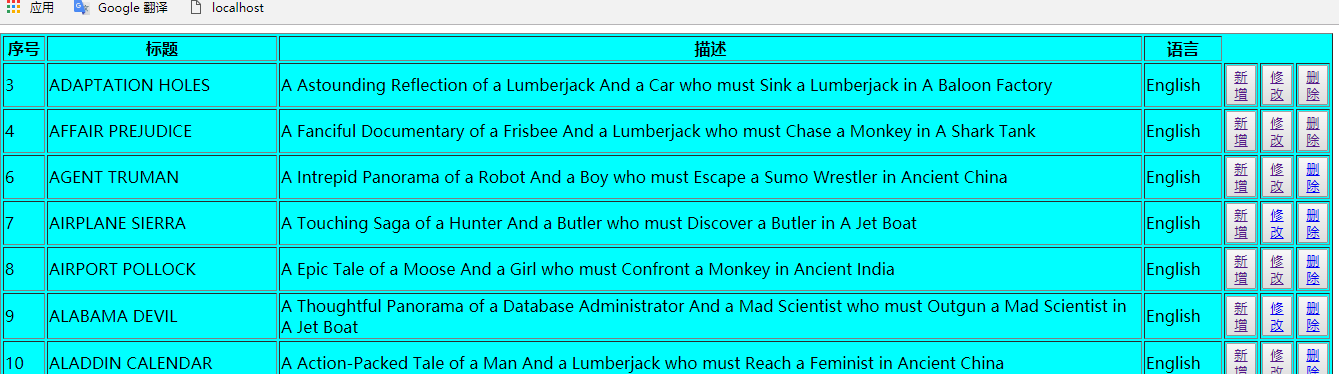 应用 Google 翻译 localhost
序号 标题 描述 语言
3 ADAPTATION HOLES A Astounding Reflection of a Lumberjack And a Car who must Sink a Lumberjack in A Baloon Factory English 新增 修改 删除
4 AFFAIR PREJUDICE A Fanciful Documentary of a Frisbee And a Lumberjack who must Chase a Monkey in A Shark Tank English 新增 修改 删除
6 AGENT TRUMAN A Intrepid Panorama of a Robot And a Boy who must Escape a Sumo Wrestler in Ancient China English 新增 修改 删除
7 AIRPLANE SIERRA A Touching Saga of a Hunter And a Butler who must Discover a Butler in A Jet Boat English 新增 修改 删除
8 AIRPORT POLLOCK A Epic Tale of a Moose And a Girl who must Confront a Monkey in Ancient India English 新增 修改 删除
9 ALABAMA DEVIL A Thoughtful Panorama of a Database Administrator And a Mad Scientist who must Outgun a Mad Scientist in
A Jet Boat English 新增 修改 删除
10 ALADDIN CALENDAR A Action-Packed Tale of a Man And a Lumberjack who must Reach a Feminist in Ancient China English 新增 修改 删除